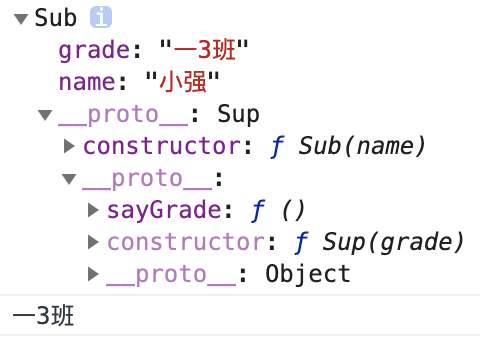 ▼ Sub i
grade: "一3班"
name: "小强"
▼ __proto__: Sup
▶ constructor: ƒ Sub(name)
▼ __proto__:
▶ sayGrade: ƒ ()
▶ constructor: ƒ Sup(grade)
▶ __proto__: Object
一3班